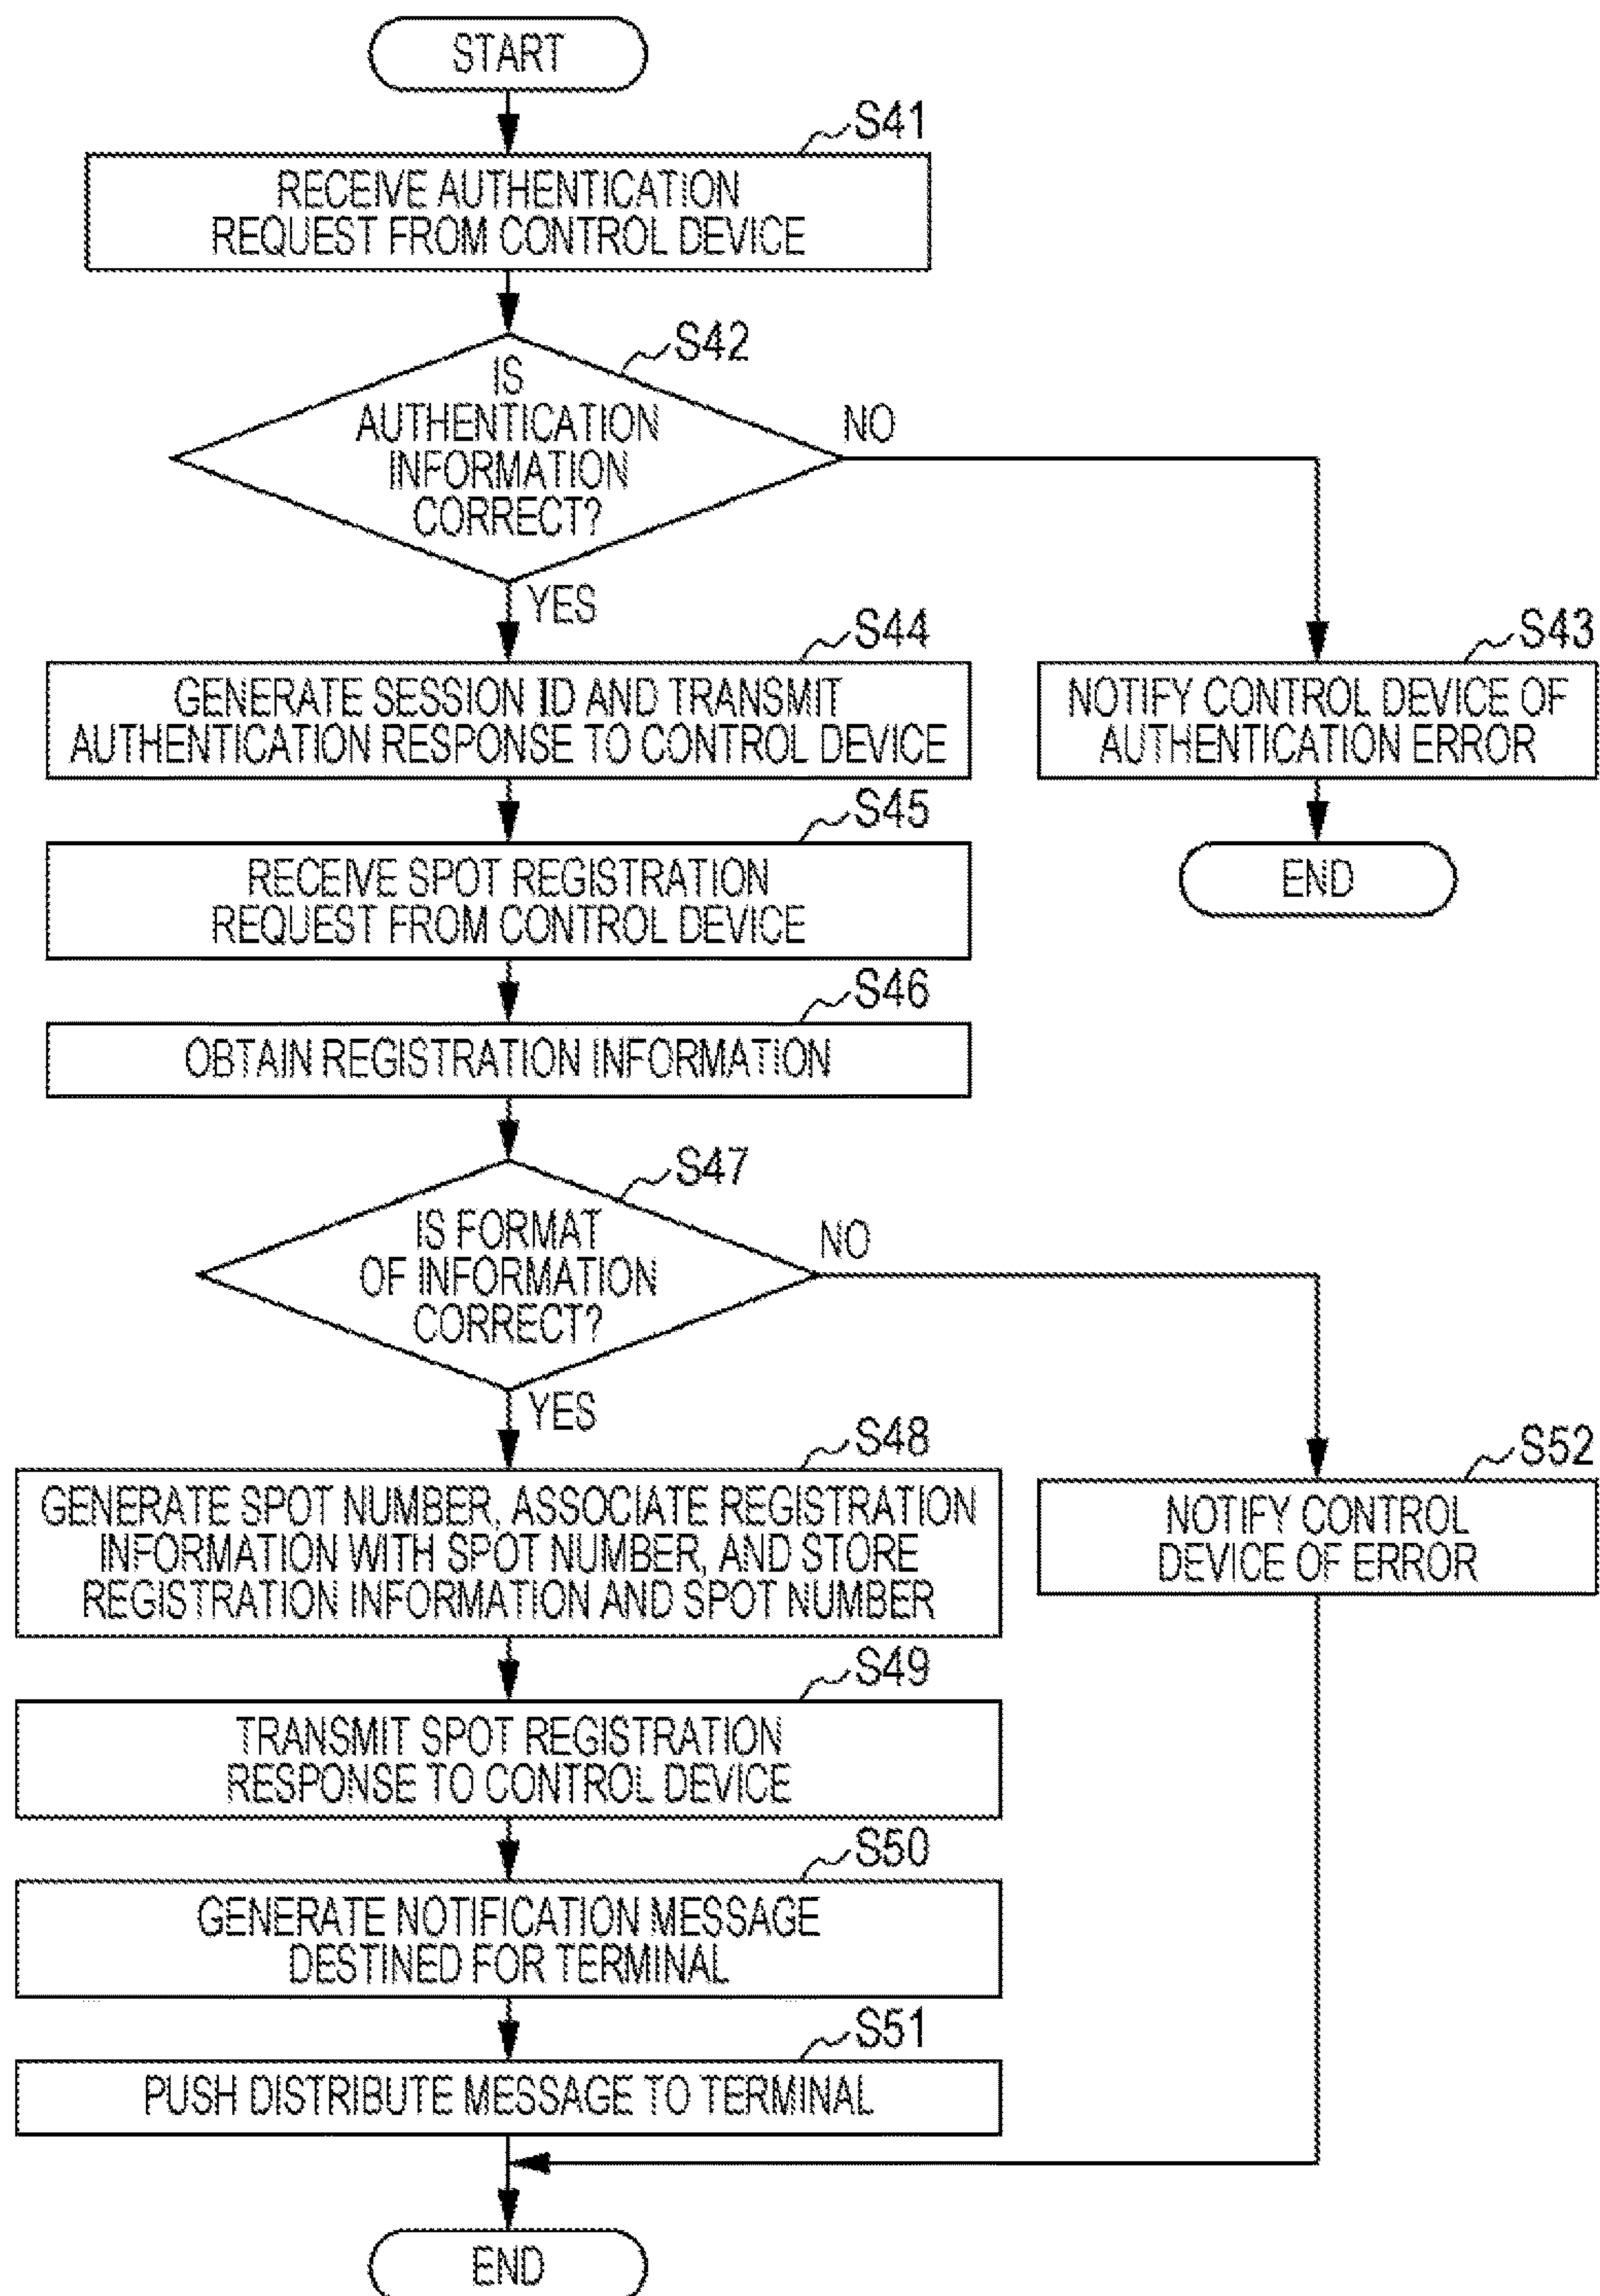 START
S41
RECEIVE AUTHENTICATION
REQUEST FROM CONTROL DEVICE
S42
IS
AUTHENTICATION
INFORMATION
CORRECT?
NO
YES
S44
GENERATE SESSION ID AND TRANSMIT
AUTHENTICATION RESPONSE TO CONTROL DEVICE
S43
NOTIFY CONTROL DEVICE OF
AUTHENTICATION ERROR
END
S45
RECEIVE SPOT REGISTRATION
REQUEST FROM CONTROL DEVICE
S46
OBTAIN REGISTRATION INFORMATION
S47
IS FORMAT
OF INFORMATION
CORRECT?
NO
YES
S48
GENERATE SPOT NUMBER, ASSOCIATE REGISTRATION
INFORMATION WITH SPOT NUMBER, AND STORE
REGISTRATION INFORMATION AND SPOT NUMBER
S52
NOTIFY CONTROL
DEVICE OF ERROR
S49
TRANSMIT SPOT REGISTRATION
RESPONSE TO CONTROL DEVICE
S50
GENERATE NOTIFICATION MESSAGE
DESTINED FOR TERMINAL
S51
PUSH DISTRIBUTE MESSAGE TO TERMINAL
END